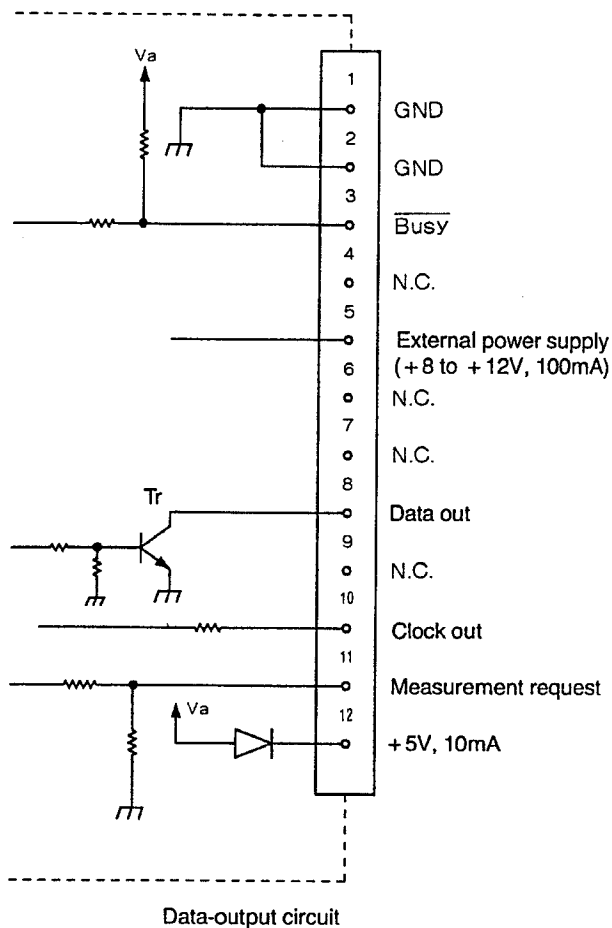 Va
1
GND
2
GND
3
Busy
4
N.C.
5
External power supply
(+8 to +12V, 100mA)
6
N.C.
7
N.C.
8
Tr
Data out
9
N.C.
10
Clock out
11
Measurement request
12
Va
+5V, 10mA
Data-output circuit